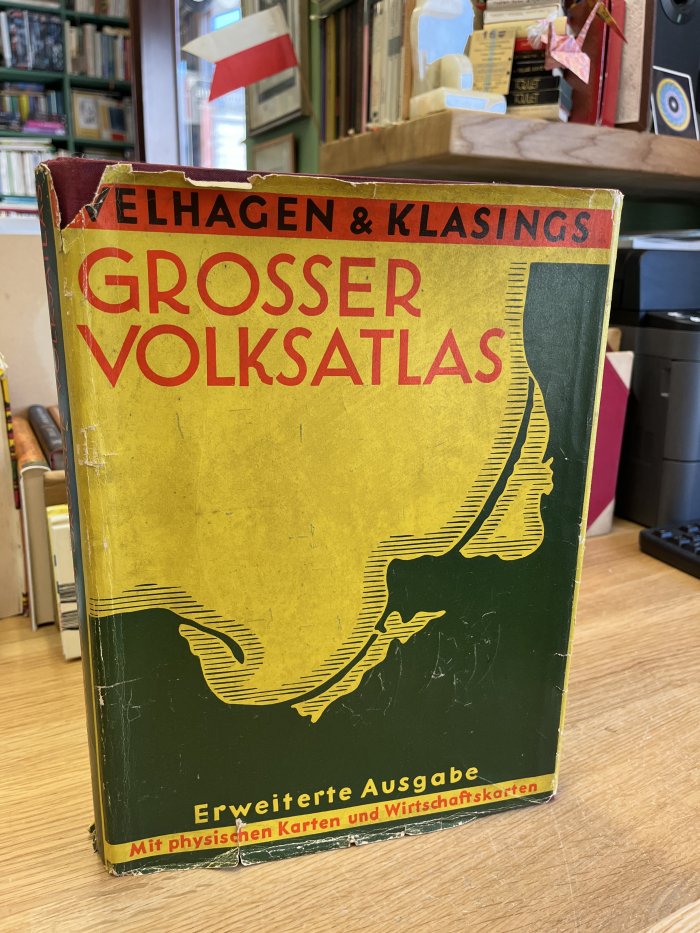 VELHAGEN & KLASINGS
GROSSER
VOLKSATLAS
Erweiterte Ausgabe
Mit physischen Karten und Wirtschaftskarten